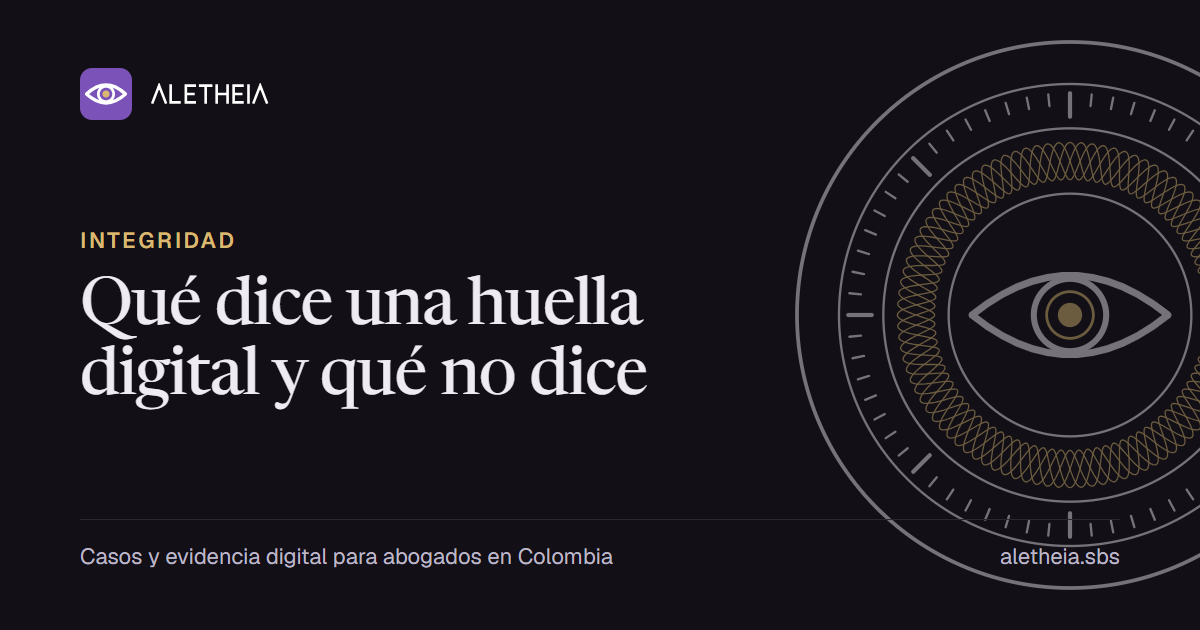 ALETHEIA
INTEGRIDAD
Qué dice una huella
digital y qué no dice
Casos y evidencia digital para abogados en Colombia
aletheia.sbs